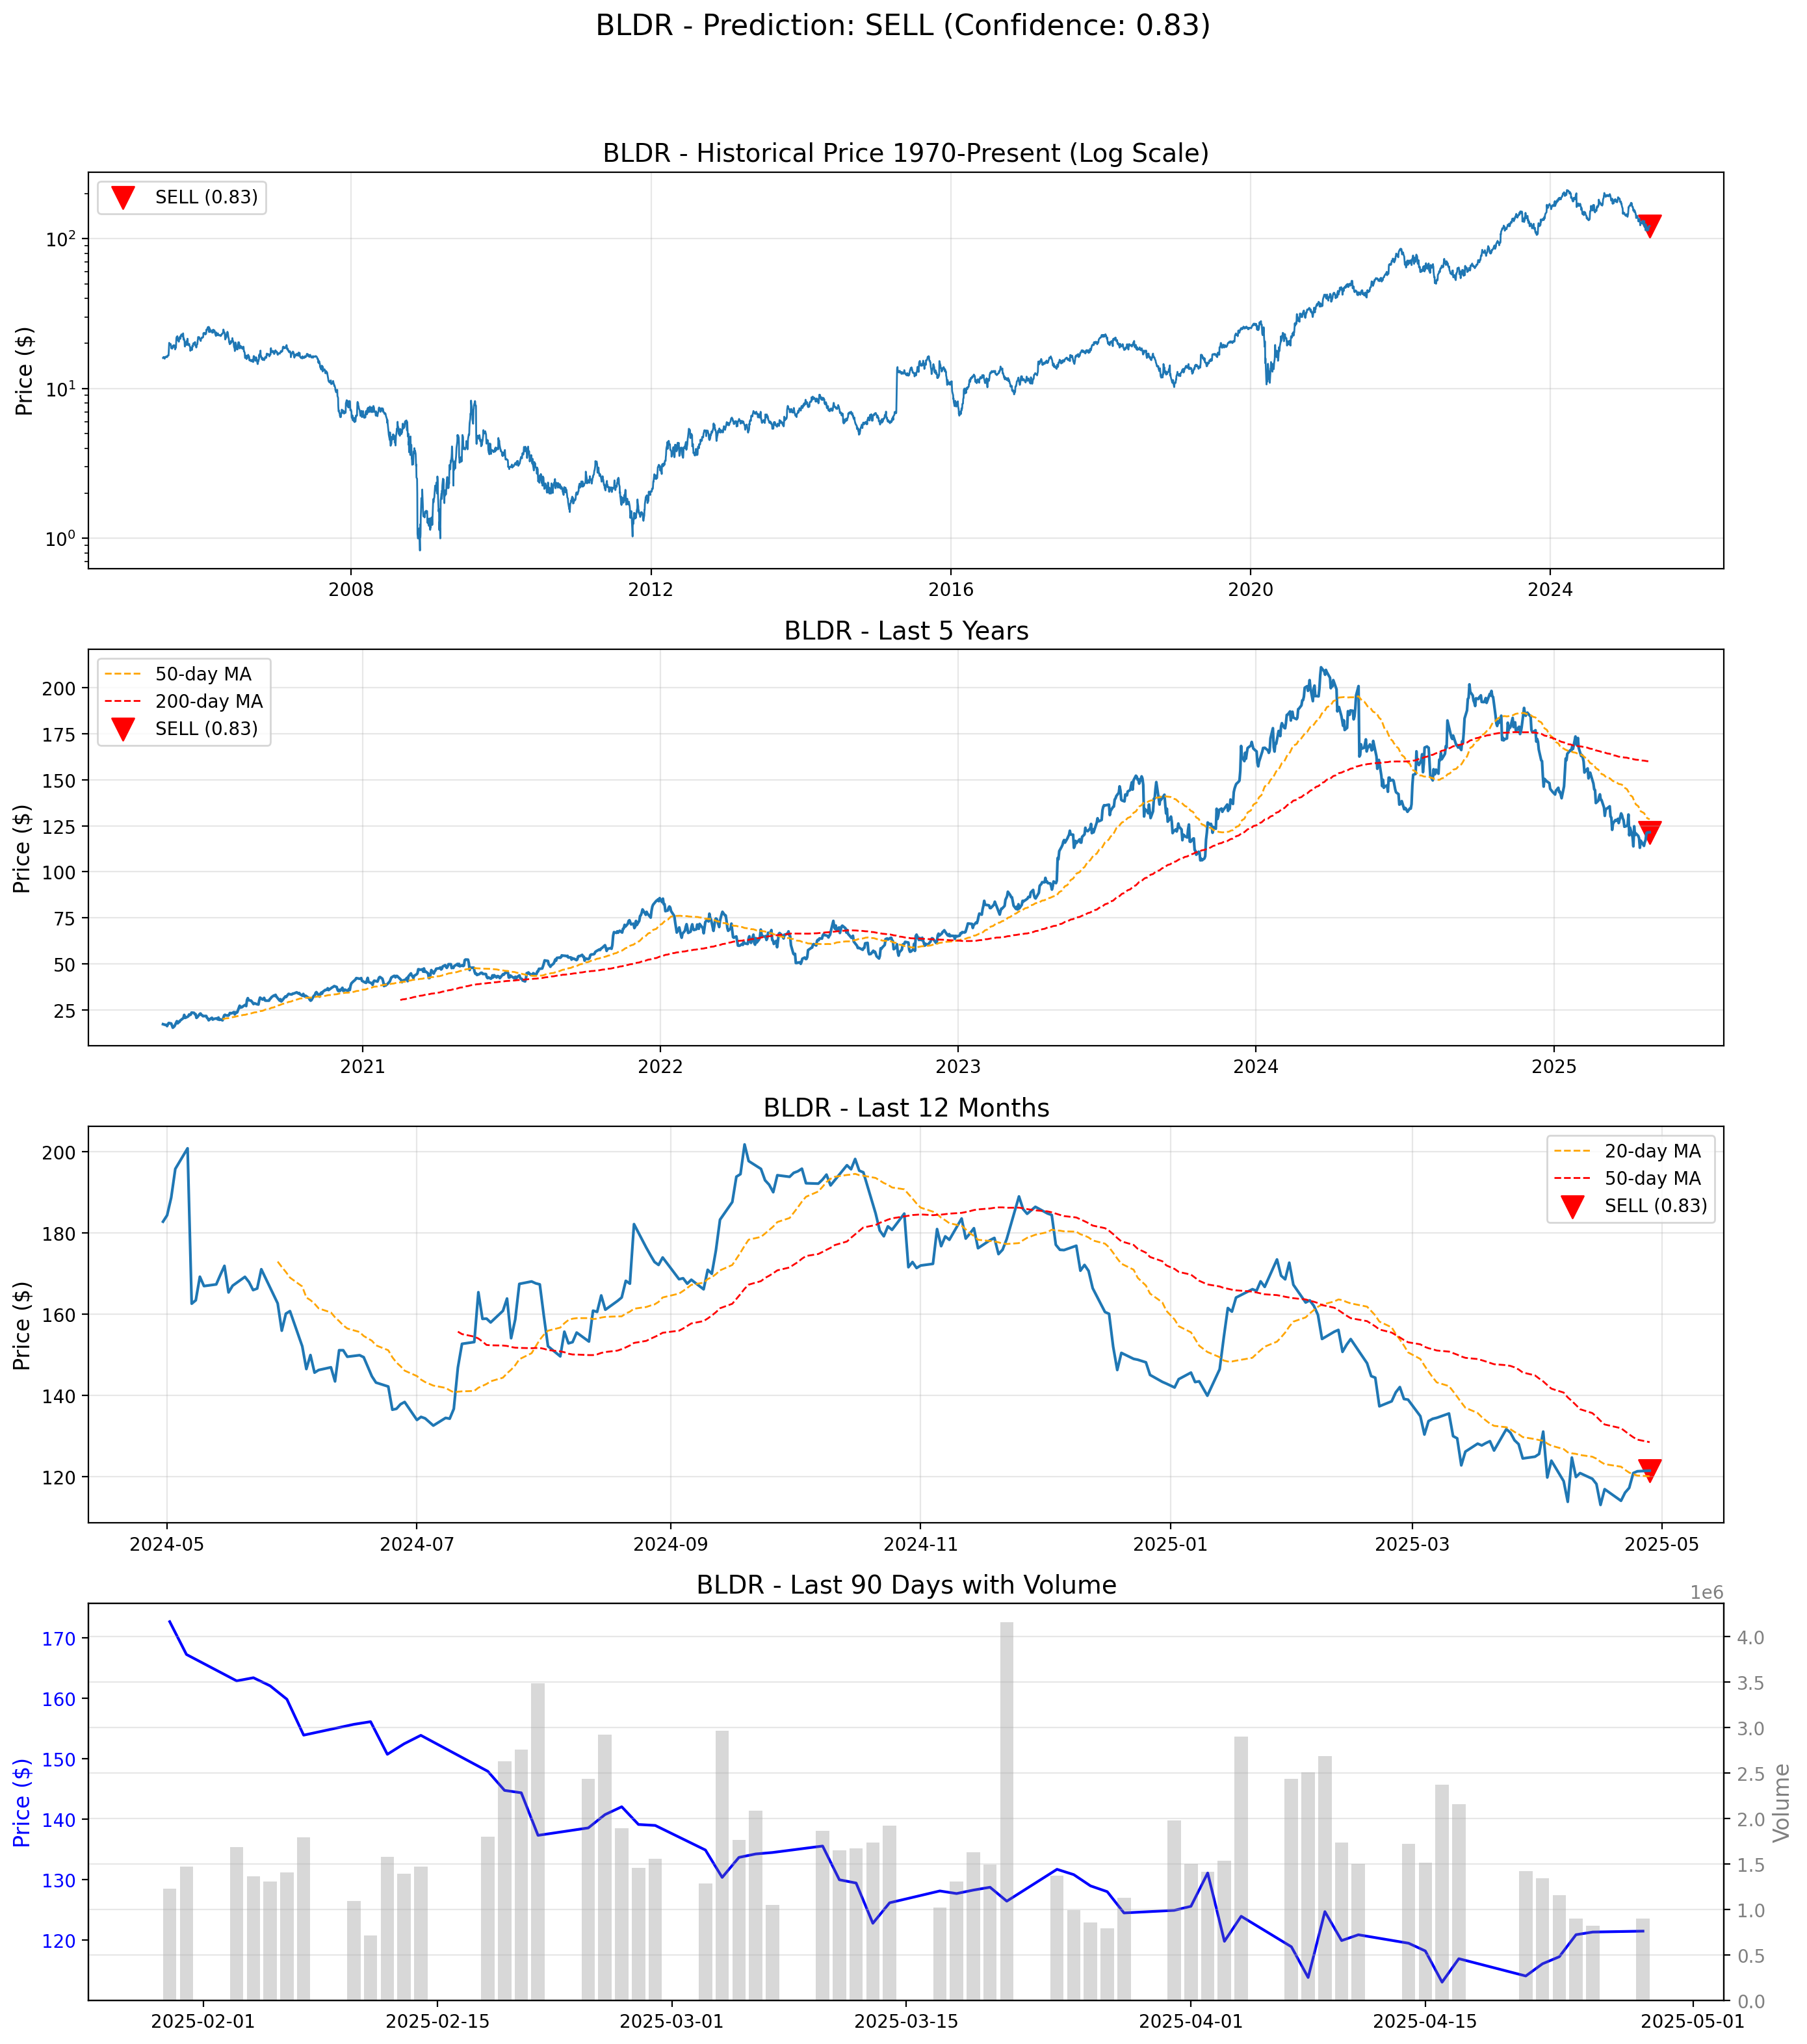 BLDR - Prediction: SELL (Confidence: 0.83)
BLDR - Historical Price 1970-Present (Log Scale)
SELL (0.83)
Price ($)
10²
10¹
10⁰
2008 2012 2016 2020 2024
BLDR - Last 5 Years
50-day MA
200-day MA
SELL (0.83)
Price ($)
200
175
150
125
100
75
50
25
2021 2022 2023 2024 2025
BLDR - Last 12 Months
20-day MA
50-day MA
SELL (0.83)
Price ($)
200
180
160
140
120
2024-05 2024-07 2024-09 2024-11 2025-01 2025-03 2025-05
BLDR - Last 90 Days with Volume
1e6
Price ($)
170
160
150
140
130
120
4.0
3.5
3.0
2.5
2.0
1.5
1.0
0.5
0.0
Volume
2025-02-01 2025-02-15 2025-03-01 2025-03-15 2025-04-01 2025-04-15 2025-05-01